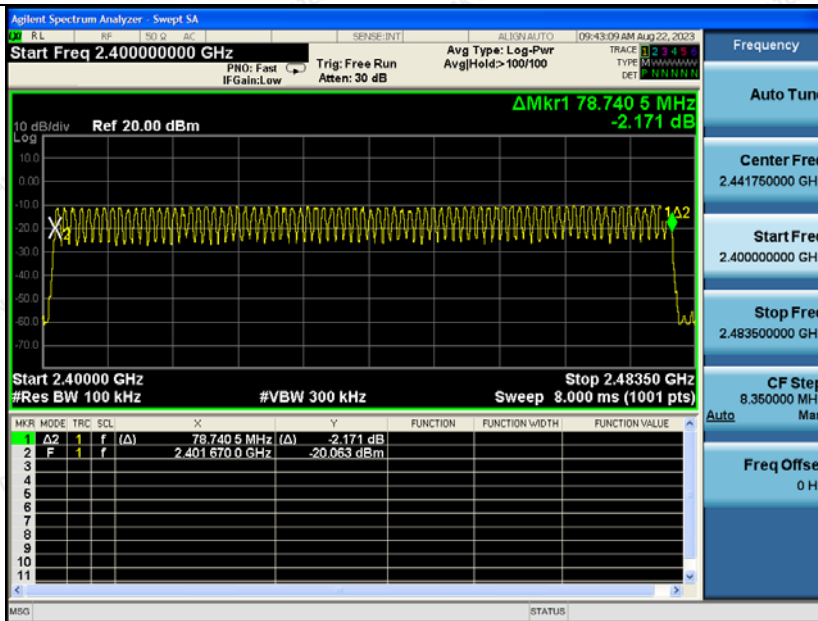 Agilent Spectrum Analyzer - Swept SA
RL RF 50 Ω AC SENSE:INT ALIGN AUTO 09:43:09 AM Aug 22, 2023
Start Freq 2.400000000 GHz
PNO: Fast
IFGain:Low
Trig: Free Run
Atten: 30 dB
Avg Type: Log-Pwr
Avg|Hold:>100/100
TRACE 1 2 3 4 5 6
TYPE M WWWWW
DET P N N N N N
Frequency
Auto Tune
Center Freq
2.441750000 GH
Start Freq
2.400000000 GH
Stop Freq
2.483500000 GH
CF Step
8.350000 MH
Auto Ma
Freq Offse
0 H
ΔMkr1 78.740 5 MHz
-2.171 dB
10 dB/div Ref 20.00 dBm
Log
10.0
0.00
-10.0
-20.0
-30.0
-40.0
-50.0
-60.0
-70.0
2
1Δ2
Start 2.40000 GHz Stop 2.48350 GHz
#Res BW 100 kHz #VBW 300 kHz Sweep 8.000 ms (1001 pts)
MKR MODE TRC SCL X Y FUNCTION FUNCTION WIDTH FUNCTION VALUE
1 Δ2 1 f (Δ) 78.740 5 MHz (Δ) -2.171 dB
2 F 1 f 2.401 670 0 GHz -20.063 dBm
3
4
5
6
7
8
9
10
11
MSG STATUS